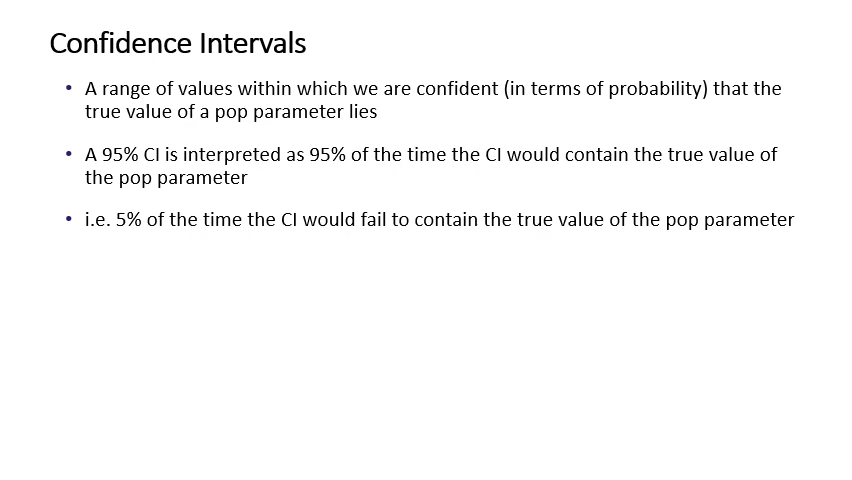 Confidence Intervals
• A range of values within which we are confident (in terms of probability) that the
true value of a pop parameter lies
• A 95% CI is interpreted as 95% of the time the CI would contain the true value of
the pop parameter
• i.e. 5% of the time the CI would fail to contain the true value of the pop parameter